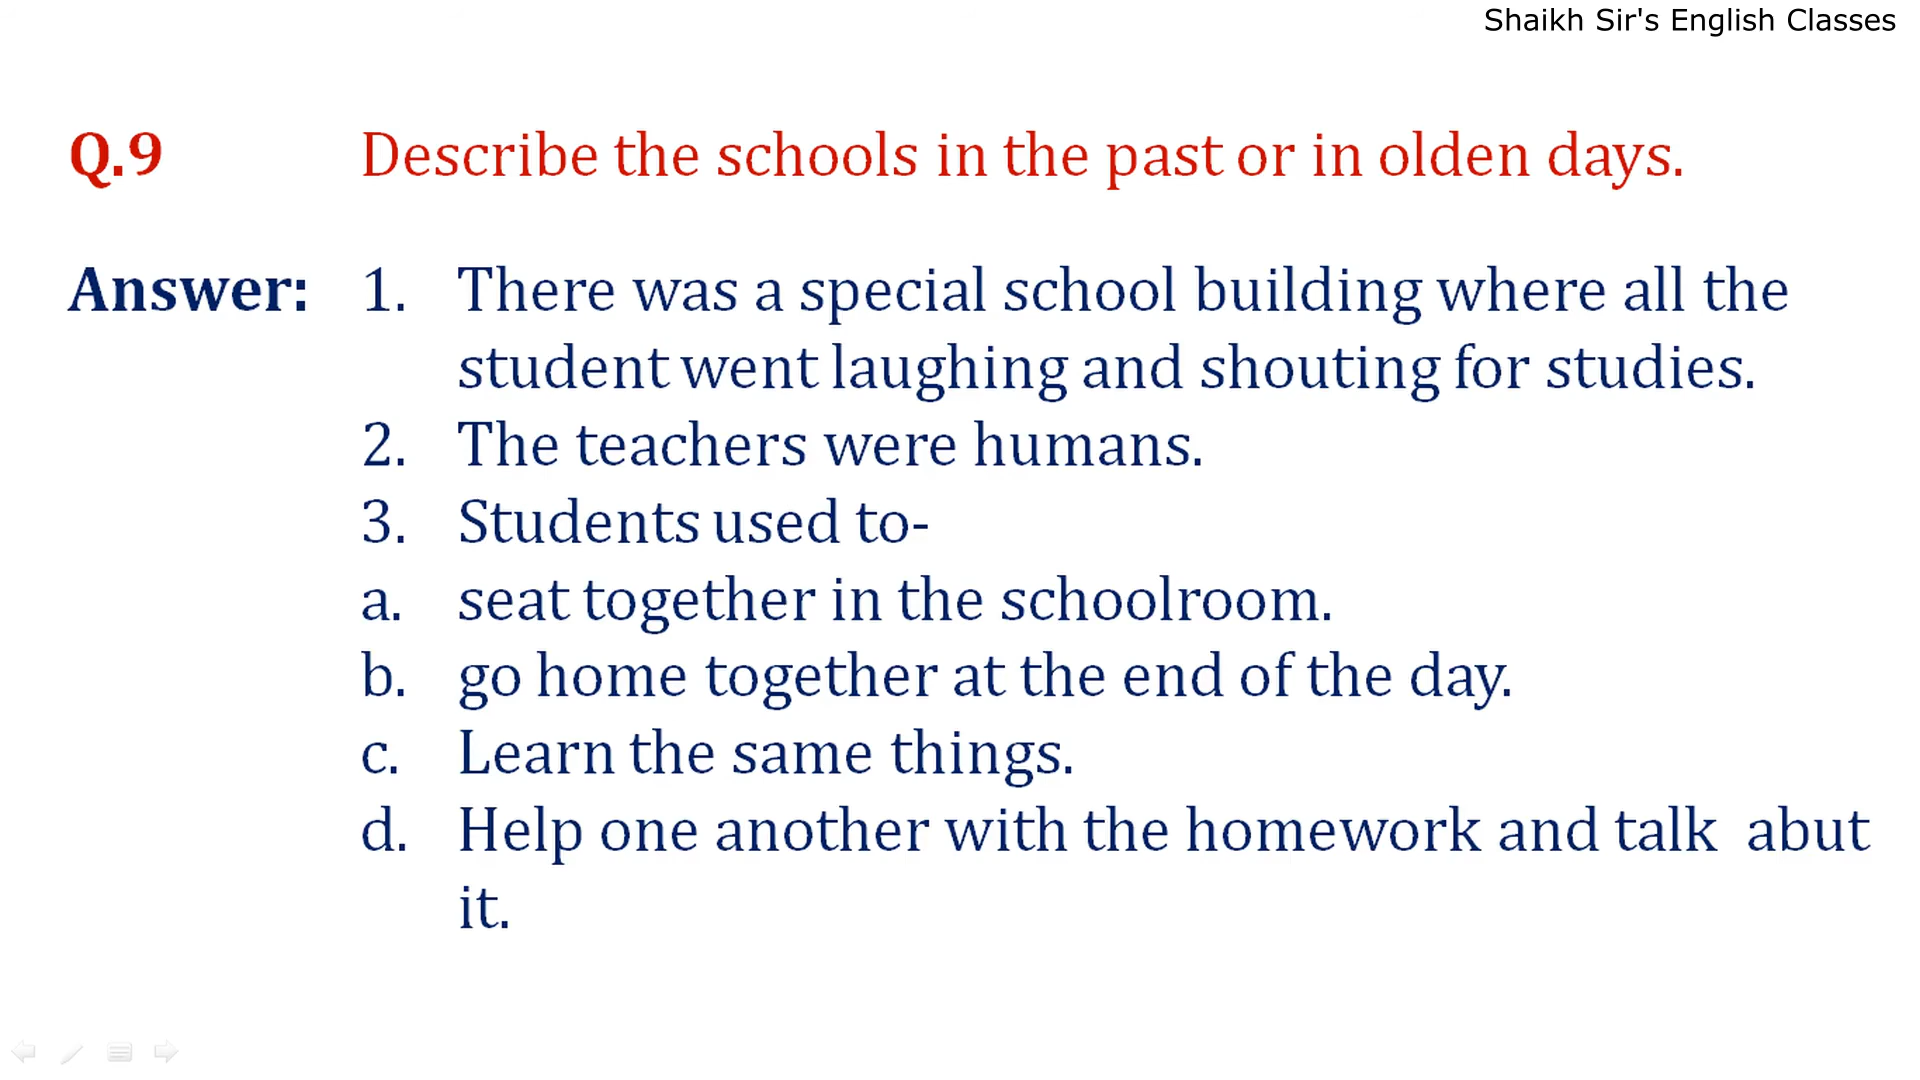 Shaikh Sir's English Classes
Q.9 Describe the schools in the past or in olden days.
Answer: 1. There was a special school building where all the
student went laughing and shouting for studies.
2. The teachers were humans.
3. Students used to-
a. seat together in the schoolroom.
b. go home together at the end of the day.
c. Learn the same things.
d. Help one another with the homework and talk abut
it.